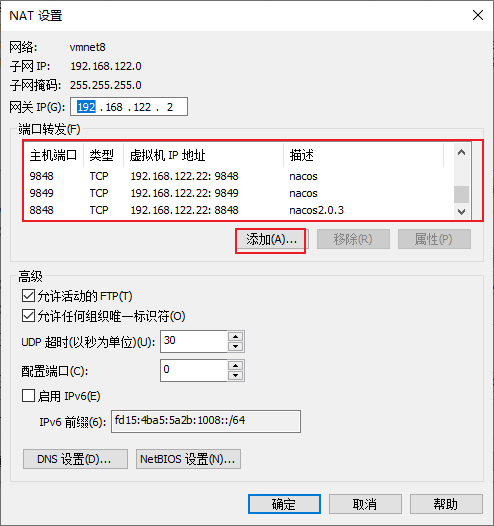 NAT 设置
网络: vmnet8
子网 IP: 192.168.122.0
子网掩码: 255.255.255.0
网关 IP(G): 192 . 168 . 122 . 2
端口转发(F)
主机端口 类型 虚拟机 IP 地址 描述
9848 TCP 192.168.122.22: 9848 nacos
9849 TCP 192.168.122.22: 9849 nacos
8848 TCP 192.168.122.22: 8848 nacos2.0.3
添加(A)... 移除(R) 属性(P)
高级
允许活动的 FTP(T)
允许任何组织唯一标识符(O)
UDP 超时(以秒为单位)(U): 30
配置端口(C): 0
启用 IPv6(E)
IPv6 前缀(6): fd15:4ba5:5a2b:1008::/64
DNS 设置(D)... NetBIOS 设置(N)...
确定 取消 帮助